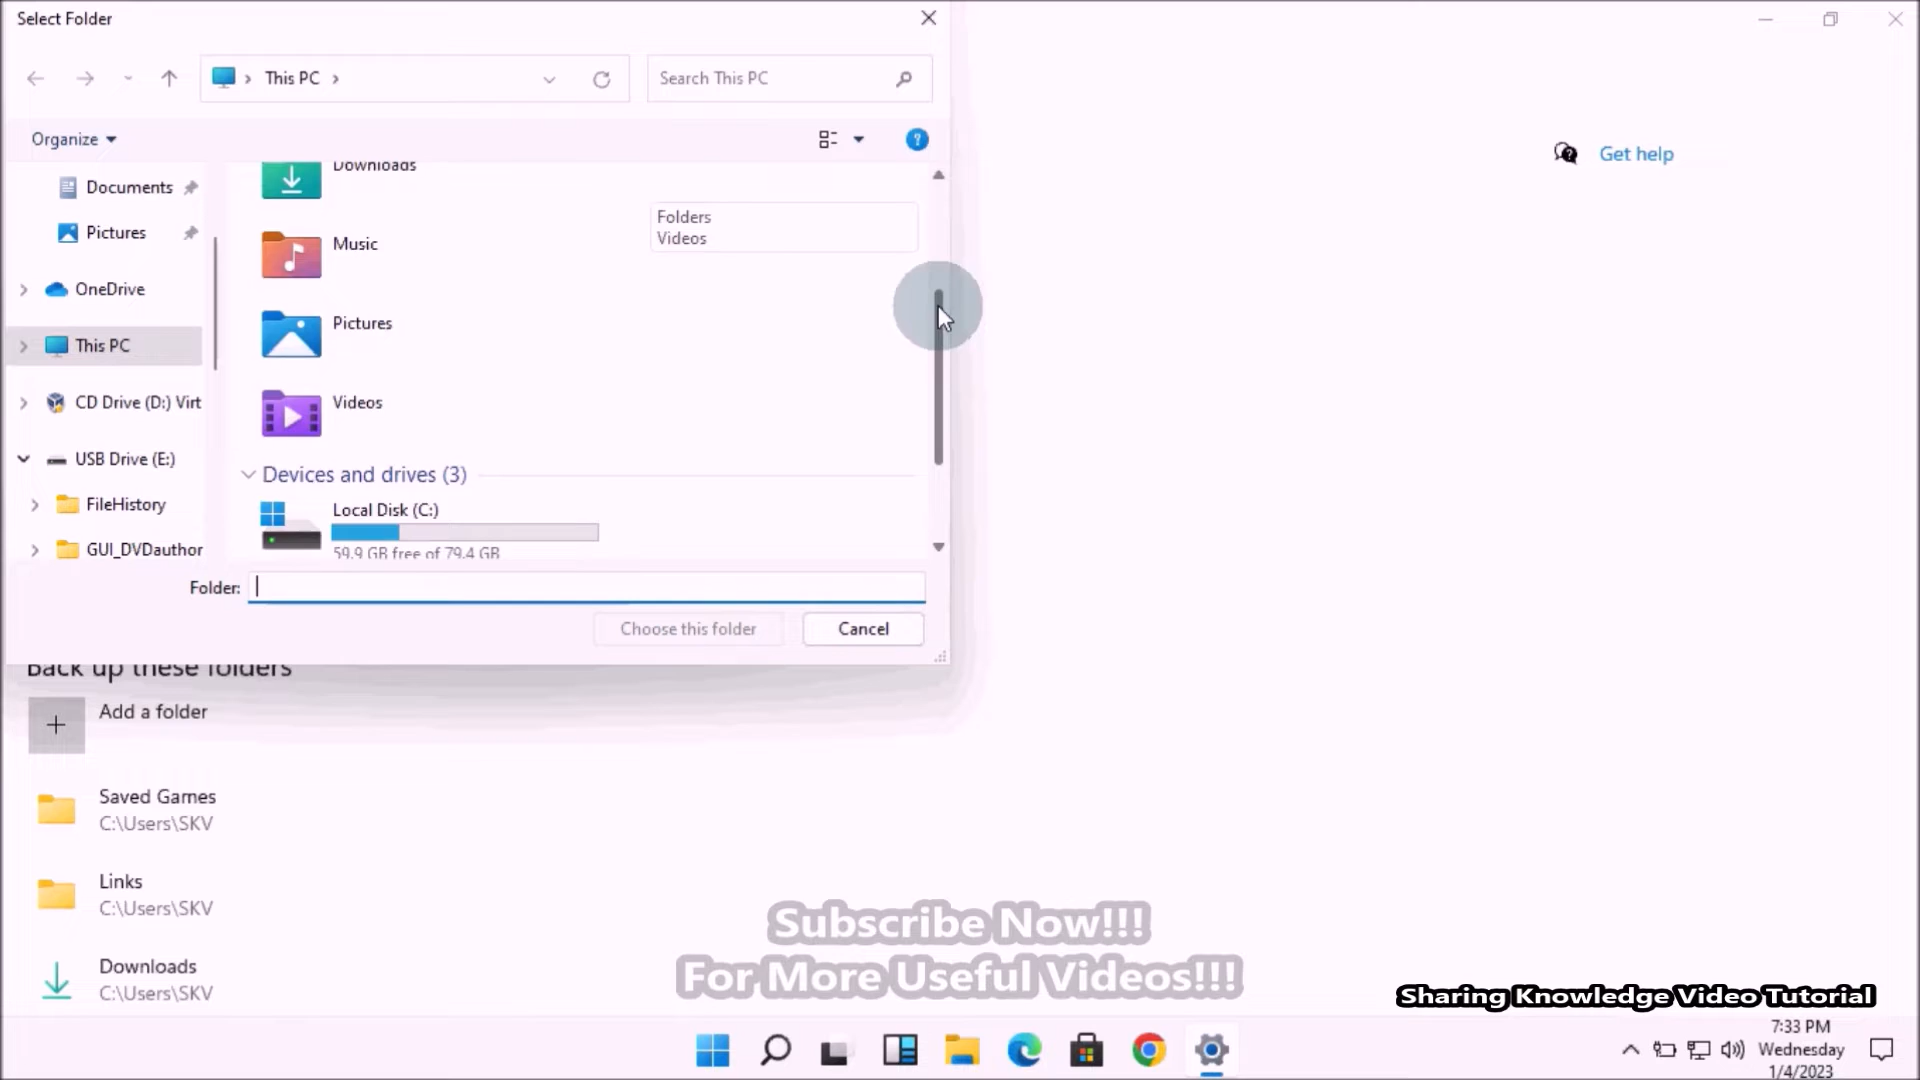 Select Folder
This PC
Search This PC
Organize
Documents
Pictures
OneDrive
This PC
CD Drive (D:) Virt
USB Drive (E:)
FileHistory
GUI_DVDauthor
Downloads
Music
Pictures
Videos
Folders
Videos
Devices and drives (3)
Local Disk (C:)
59.9 GB free of 79.4 GB
Folder:
Choose this folder
Cancel
Get help
Back up these folders
Add a folder
Saved Games
C:\Users\SKV
Links
C:\Users\SKV
Downloads
C:\Users\SKV
Subscribe Now!!!
For More Useful Videos!!!
Sharing Knowledge Video Tutorial
7:33 PM
Wednesday
1/4/2023